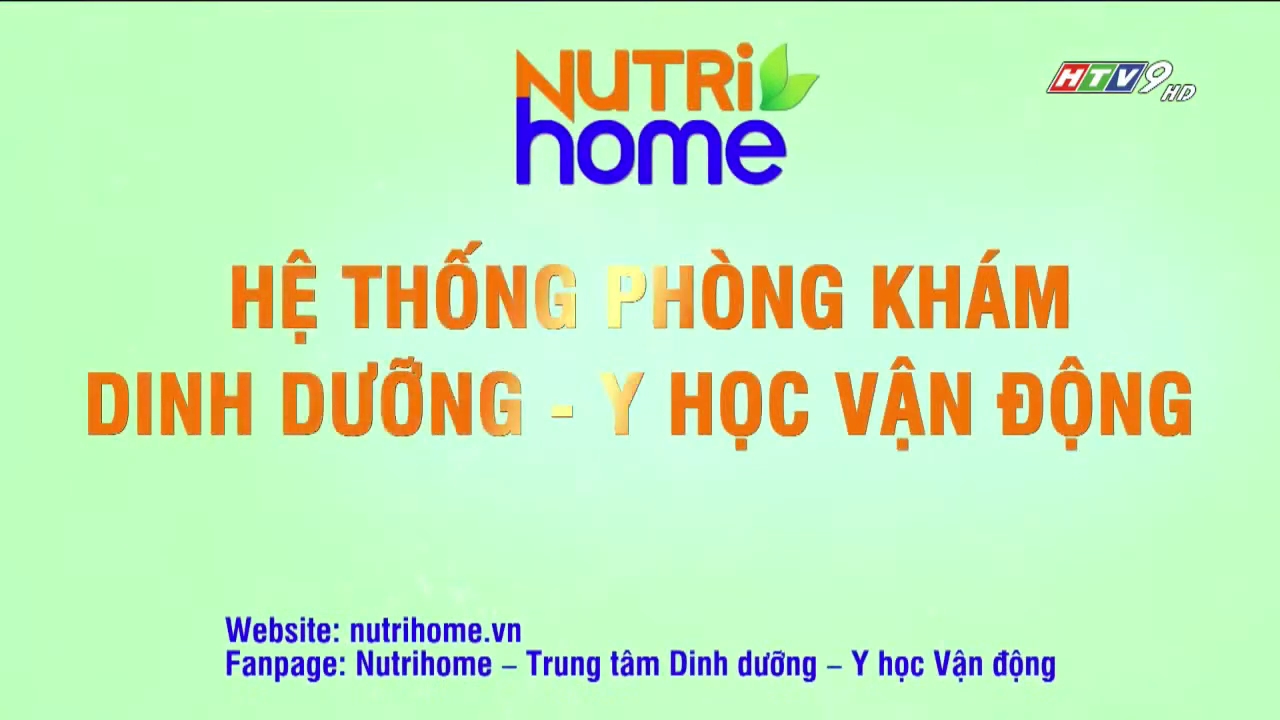 NUTRi
home
HTV9 HD
HỆ THỐNG PHÒNG KHÁM
DINH DƯỠNG - Y HỌC VẬN ĐỘNG
Website: nutrihome.vn
Fanpage: Nutrihome – Trung tâm Dinh dưỡng – Y học Vận động